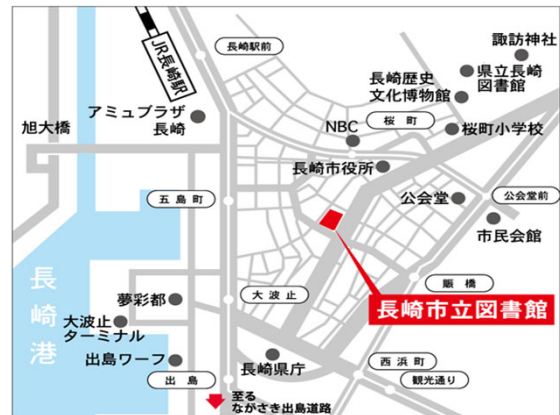 JR長崎駅
長崎駅前
諏訪神社
県立長崎
図書館
長崎歴史
文化博物館
アミュプラザ
長崎
旭大橋
NBC
桜町
桜町小学校
長崎市役所
五島町
公会堂
公会堂前
市民会館
長崎港
夢彩都
大波止
賑橋
長崎市立図書館
大波止
ターミナル
出島ワーフ
長崎県庁
西浜町
出島
観光通り
至る
ながさき出島道路